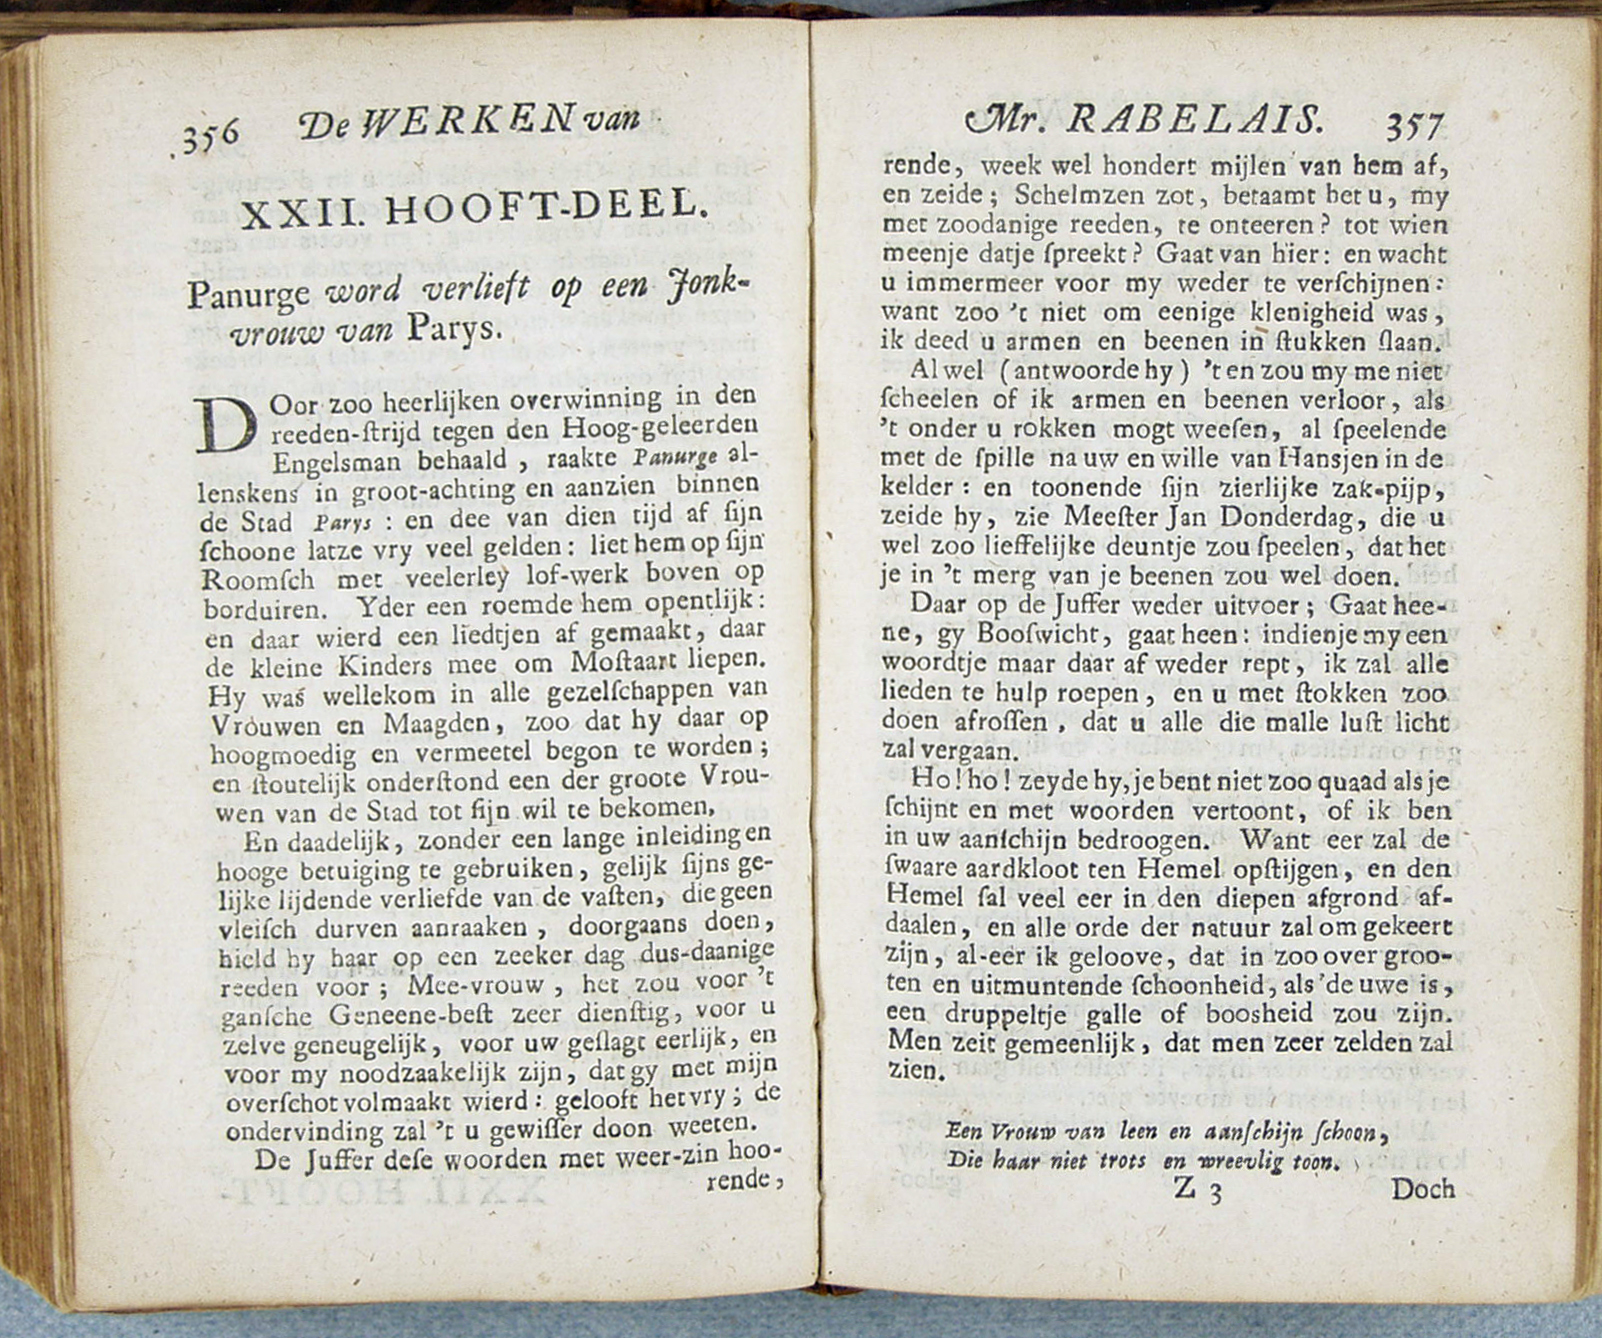 356 De WERKEN van
XXII. HOOFT-DEEL.
Panurge word verlieft op een Jonk-
vrouw van Parys.
DOor zoo heerlijken overwinning in den
reeden-ſtrijd tegen den Hoog-geleerden
Engelsman behaald, raakte Panurge al-
lenskens in groot-achting en aanzien binnen
de Stad Parys : en dee van dien tijd af ſijn
ſchoone latze vry veel gelden : liet hem op ſijn
Roomſch met veelerley lof-werk boven op
borduiren. Yder een roemde hem opentlijk :
en daar wierd een liedtjen af gemaakt, daar
de kleine Kinders mee om Moſtaart liepen.
Hy was wellekom in alle gezelſchappen van
Vrouwen en Maagden, zoo dat hy daar op
hoogmoedig en vermeetel begon te worden ;
en ſtoutelijk onderſtond een der groote Vrou-
wen van de Stad tot ſijn wil te bekomen,
En daadelijk, zonder een lange inleiding en
hooge betuiging te gebruiken, gelijk ſijns ge-
lijke lijdende verliefde van de vaſten, die geen
vleiſch durven aanraaken, doorgaans doen,
hield hy haar op een zeeker dag dus-daanige
reeden voor ; Mee-vrouw, het zou voor 't
ganſche Geneene-beſt zeer dienſtig, voor u
zelve geneugelijk, voor uw geſlagt eerlijk, en
voor my noodzaakelijk zijn, dat gy met mijn
overſchot volmaakt wierd : gelooft het vry ; de
ondervinding zal 't u gewiſſer doon weeten.
De Juffer deſe woorden met weer-zin hoo-
rende,
Mr. RABELAIS. 357
rende, week wel hondert mijlen van hem af,
en zeide ; Schelmzen zot, betaamt het u, my
met zoodanige reeden, te onteeren ? tot wien
meenje datje ſpreekt ? Gaat van hier : en wacht
u immermeer voor my weder te verſchijnen :
want zoo 't niet om eenige klenigheid was,
ik deed u armen en beenen in ſtukken ſlaan.
Al wel (antwoorde hy) 't en zou my me niet
ſcheelen of ik armen en beenen verloor, als
't onder u rokken mogt weeſen, al ſpeelende
met de ſpille na uw en wille van Hansjen in de
kelder : en toonende ſijn zierlijke zak-pijp,
zeide hy, zie Meeſter Jan Donderdag, die u
wel zoo lieffelijke deuntje zou ſpeelen, dat het
je in 't merg van je beenen zou wel doen.
Daar op de Juffer weder uitvoer ; Gaat hee-
ne, gy Booſwicht, gaat heen : indienje my een
woordtje maar daar af weder rept, ik zal alle
lieden te hulp roepen, en u met ſtokken zoo
doen afroſſen, dat u alle die malle luſt licht
zal vergaan.
Ho ! ho ! zeyde hy, je bent niet zoo quaad als je
ſchijnt en met woorden vertoont, of ik ben
in uw aanſchijn bedroogen. Want eer zal de
ſwaare aardkloot ten Hemel opſtijgen, en den
Hemel ſal veel eer in den diepen afgrond af-
daalen, en alle orde der natuur zal om gekeert
zijn, al-eer ik geloove, dat in zoo over groo-
ten en uitmuntende ſchoonheid, als de uwe is,
een druppeltje galle of boosheid zou zijn.
Men zeit gemeenlijk, dat men zeer zelden zal
zien.
Een Vrouw van leen en aanſchijn ſchoon,
Die haar niet trots en wreevlig toon.
Z 3 Doch